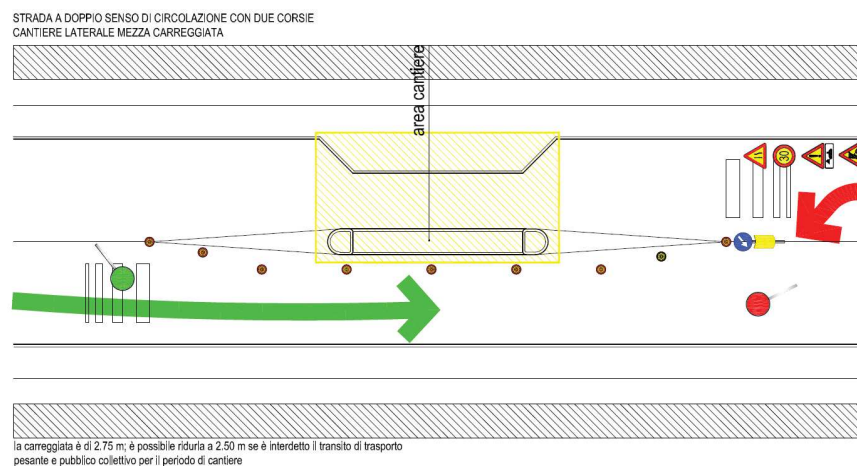 STRADA A DOPPIO SENSO DI CIRCOLAZIONE CON DUE CORSIE
CANTIERE LATERALE MEZZA CARREGGIATA
area cantiere
30
la carreggiata è di 2.75 m; è possibile ridurla a 2.50 m se è interdetto il transito di trasporto
pesante e pubblico collettivo per il periodo di cantiere